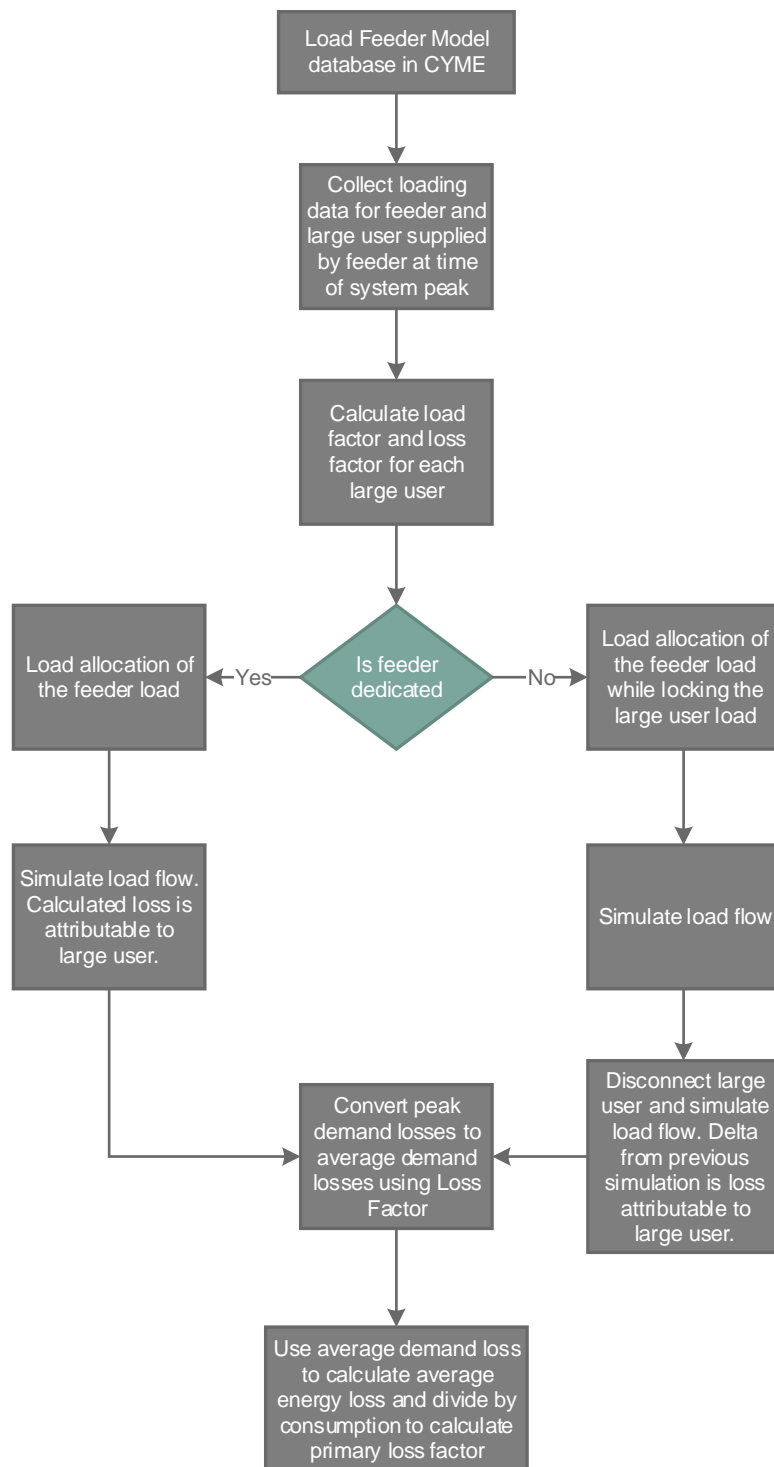 Load Feeder Model
database in CYME
Collect loading
data for feeder and
large user supplied
by feeder at time
of system peak
Calculate load
factor and loss
factor for each
large user
Is feeder
dedicated
Yes
No
Load allocation of
the feeder load
Load allocation of
the feeder load
while locking the
large user load
Simulate load flow.
Calculated loss is
attributable to
large user.
Simulate load flow
Convert peak
demand losses to
average demand
losses using Loss
Factor
Disconnect large
user and simulate
load flow. Delta
from previous
simulation is loss
attributable to
large user.
Use average demand loss
to calculate average
energy loss and divide by
consumption to calculate
primary loss factor